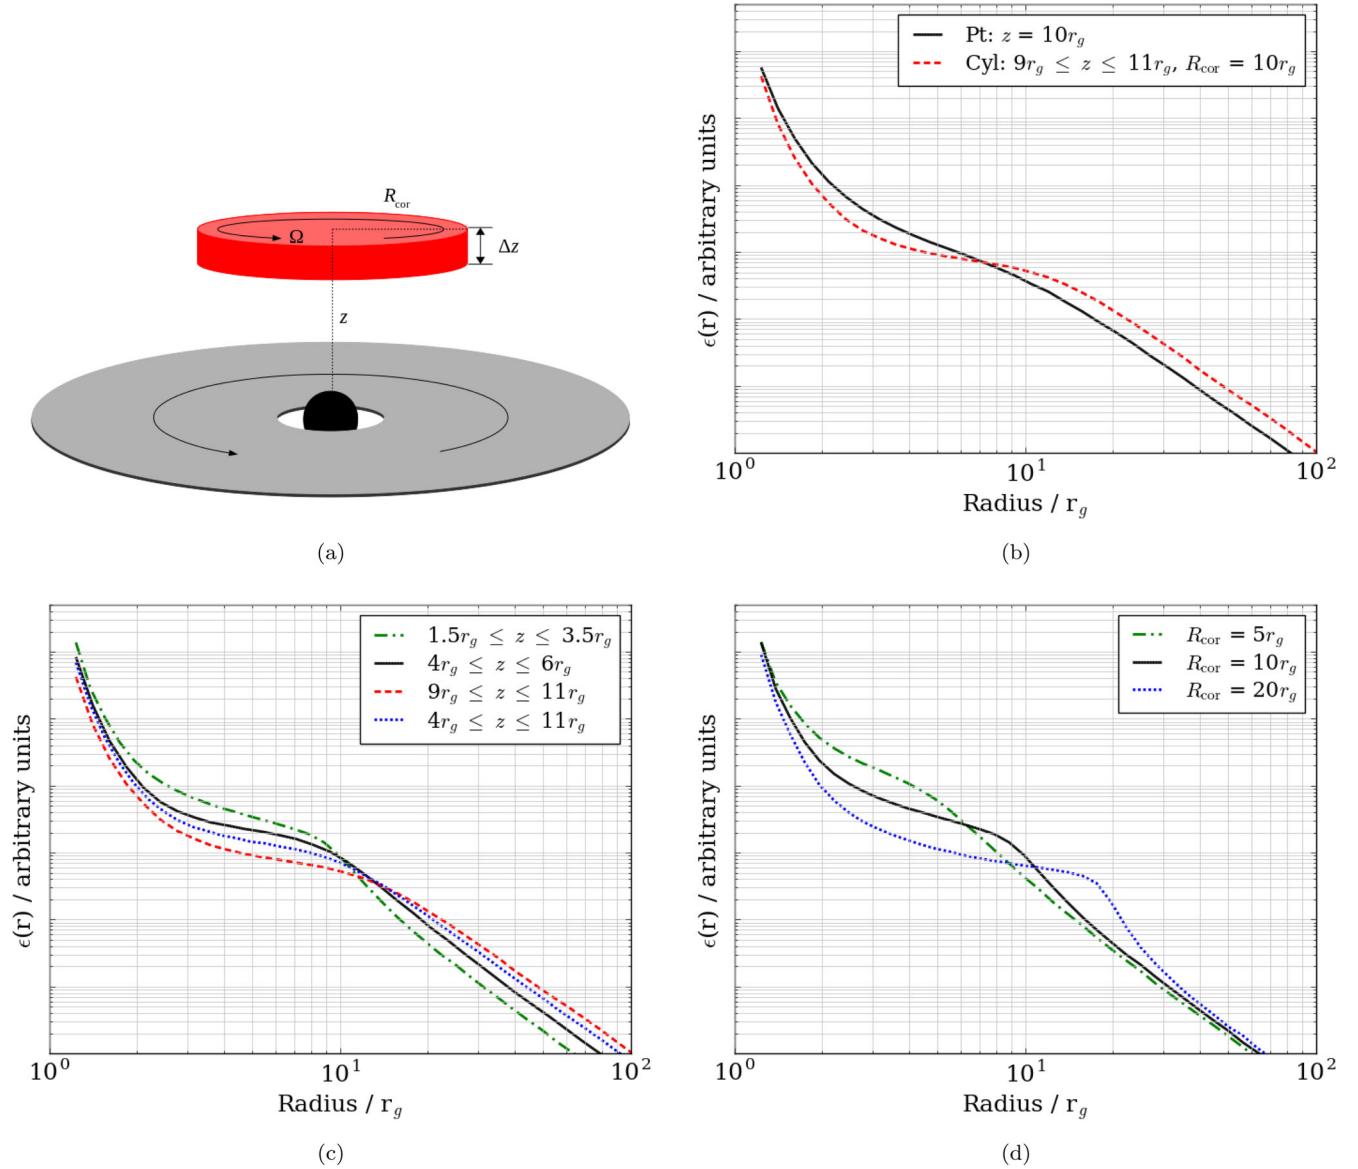 R_cor
Ω
Δz
z
(a)
Pt: z = 10r_g
Cyl: 9r_g ≤ z ≤ 11r_g, R_cor = 10r_g
ϵ(r) / arbitrary units
10^0
10^1
10^2
Radius / r_g
(b)
1.5r_g ≤ z ≤ 3.5r_g
4r_g ≤ z ≤ 6r_g
9r_g ≤ z ≤ 11r_g
4r_g ≤ z ≤ 11r_g
ϵ(r) / arbitrary units
10^0
10^1
10^2
Radius / r_g
(c)
R_cor = 5r_g
R_cor = 10r_g
R_cor = 20r_g
ϵ(r) / arbitrary units
10^0
10^1
10^2
Radius / r_g
(d)